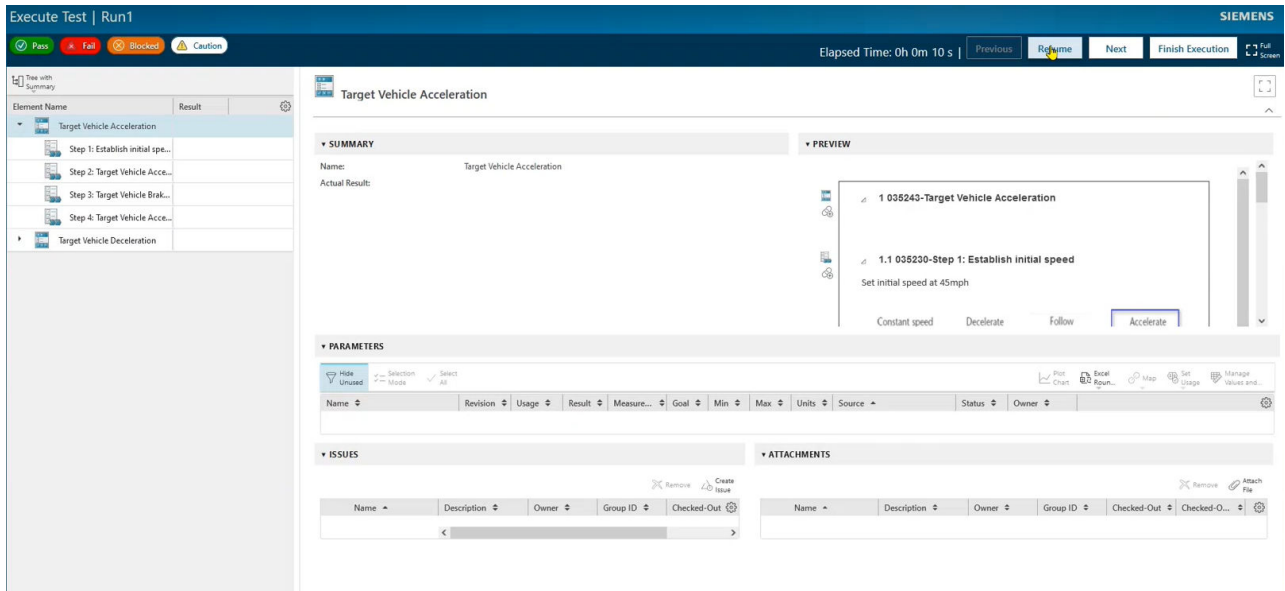 Execute Test | Run1
SIEMENS
Pass
Fail
Blocked
Caution
Elapsed Time: 0h 0m 10 s |
Previous
Resume
Next
Finish Execution
Full Screen
Tree with Summary
Element Name Result
Target Vehicle Acceleration
Step 1: Establish initial spe...
Step 2: Target Vehicle Acce...
Step 3: Target Vehicle Brak...
Step 4: Target Vehicle Acce...
Target Vehicle Deceleration
Target Vehicle Acceleration
SUMMARY
Name: Target Vehicle Acceleration
Actual Result:
PREVIEW
1 035243-Target Vehicle Acceleration
1.1 035230-Step 1: Establish initial speed
Set initial speed at 45mph
Constant speed Decelerate Follow Accelerate
PARAMETERS
Hide Unused
Selection Mode
Select All
Plot Chart
Excel Roun...
Map
Set Usage
Manage Values and...
Name Revision Usage Result Measure... Goal Min Max Units Source Status Owner
ISSUES
Remove
Create Issue
Name Description Owner Group ID Checked-Out
ATTACHMENTS
Remove
Attach File
Name Description Owner Group ID Checked-Out Checked-O...